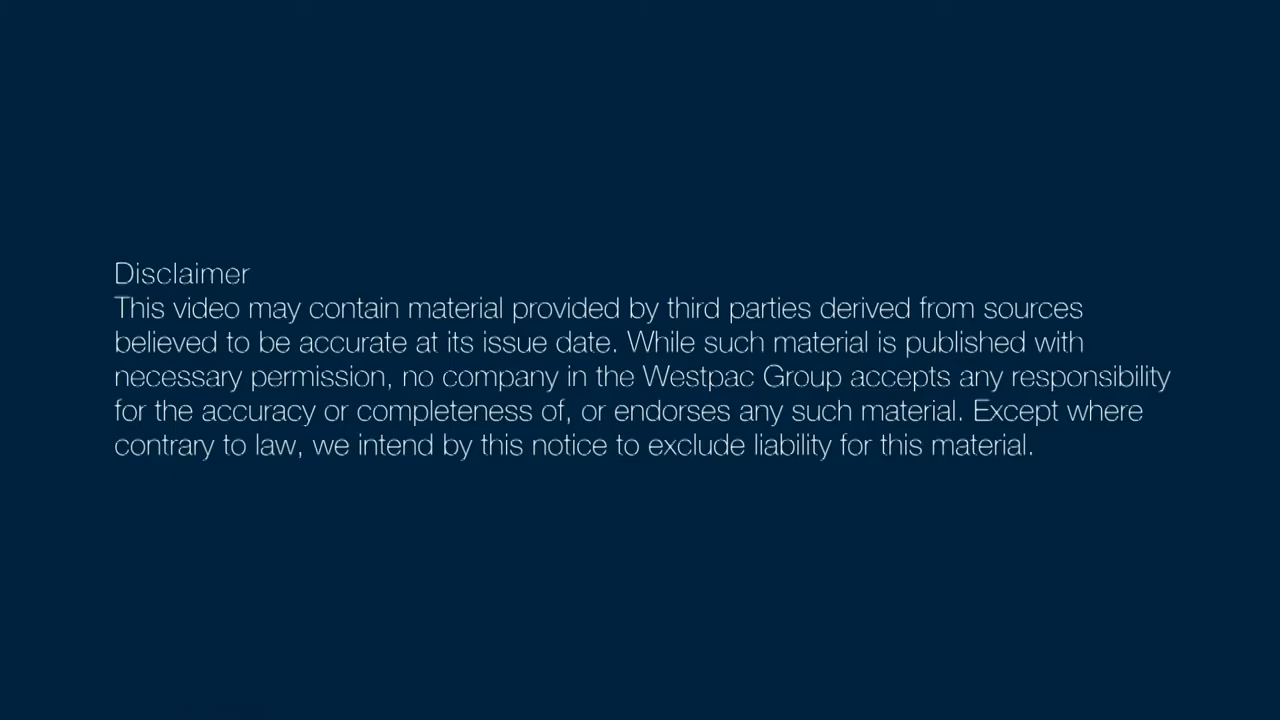 Disclaimer
This video may contain material provided by third parties derived from sources
believed to be accurate at its issue date. While such material is published with
necessary permission, no company in the Westpac Group accepts any responsibility
for the accuracy or completeness of, or endorses any such material. Except where
contrary to law, we intend by this notice to exclude liability for this material.